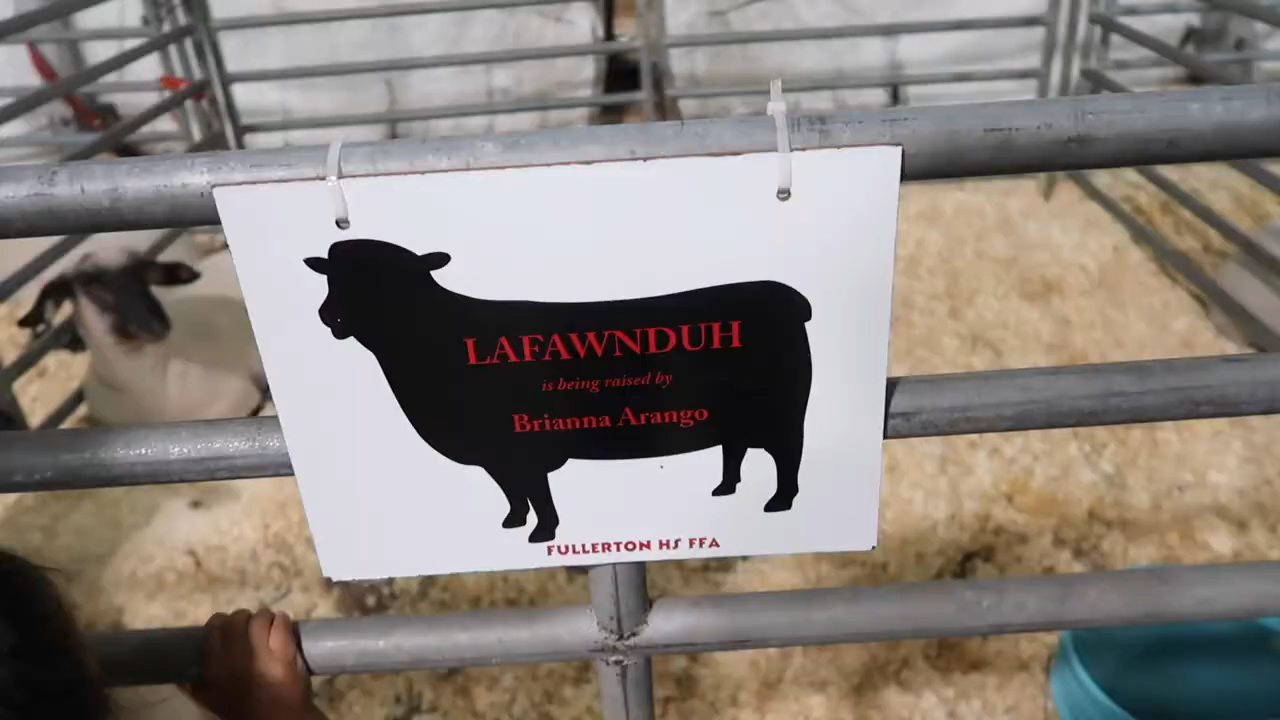 LAFAWNDUH
is being raised by
Brianna Arango
FULLERTON HS FFA